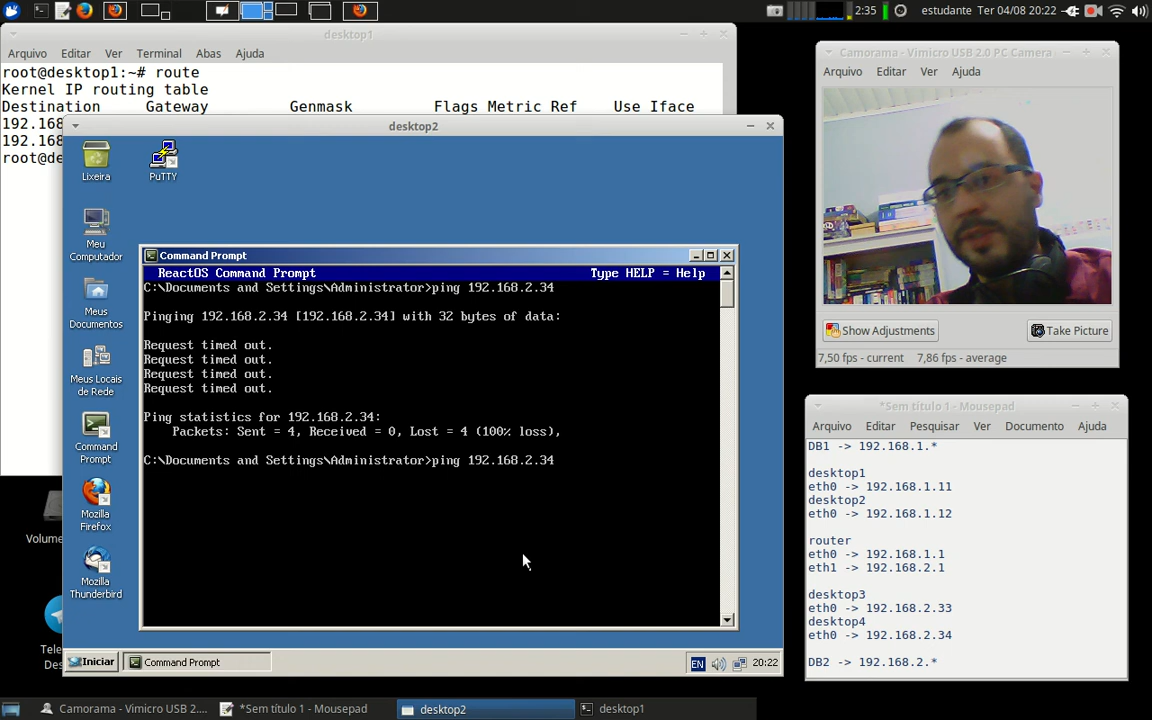 2:35 estudante Ter 04/08 20:22
desktop1
Arquivo Editar Ver Terminal Abas Ajuda
root@desktop1:~# route
Kernel IP routing table
Destination Gateway Genmask Flags Metric Ref Use Iface
192.168
192.168
root@de
desktop2
Lixeira
PuTTY
Meu
Computador
Meus
Documentos
Meus Locais
de Rede
Command
Prompt
Mozilla
Firefox
Mozilla
Thunderbird
Command Prompt
ReactOS Command Prompt Type HELP = Help
C:\Documents and Settings\Administrator>ping 192.168.2.34
Pinging 192.168.2.34 [192.168.2.34] with 32 bytes of data:
Request timed out.
Request timed out.
Request timed out.
Request timed out.
Ping statistics for 192.168.2.34:
Packets: Sent = 4, Received = 0, Lost = 4 (100% loss),
C:\Documents and Settings\Administrator>ping 192.168.2.34
Iniciar Command Prompt EN 20:22
Volume
Tele
Des
Camorama - Vimicro USB 2.0 PC Camera
Arquivo Editar Ver Ajuda
Show Adjustments Take Picture
7,50 fps - current 7,86 fps - average
*Sem título 1 - Mousepad
Arquivo Editar Pesquisar Ver Documento Ajuda
DB1 -> 192.168.1.*
desktop1
eth0 -> 192.168.1.11
desktop2
eth0 -> 192.168.1.12
router
eth0 -> 192.168.1.1
eth1 -> 192.168.2.1
desktop3
eth0 -> 192.168.2.33
desktop4
eth0 -> 192.168.2.34
DB2 -> 192.168.2.*
Camorama - Vimicro USB 2.... *Sem título 1 - Mousepad desktop2 desktop1